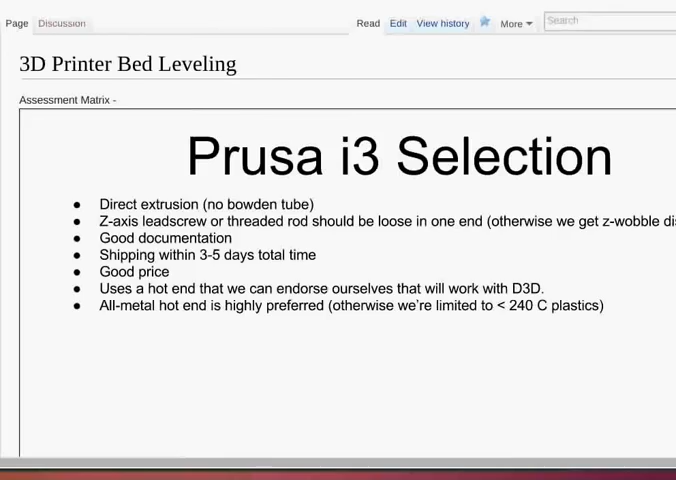 Page Discussion Read Edit View history More Search
3D Printer Bed Leveling
Assessment Matrix -
Prusa i3 Selection
● Direct extrusion (no bowden tube)
● Z-axis leadscrew or threaded rod should be loose in one end (otherwise we get z-wobble
● Good documentation
● Shipping within 3-5 days total time
● Good price
● Uses a hot end that we can endorse ourselves that will work with D3D.
● All-metal hot end is highly preferred (otherwise we're limited to < 240 C plastics)